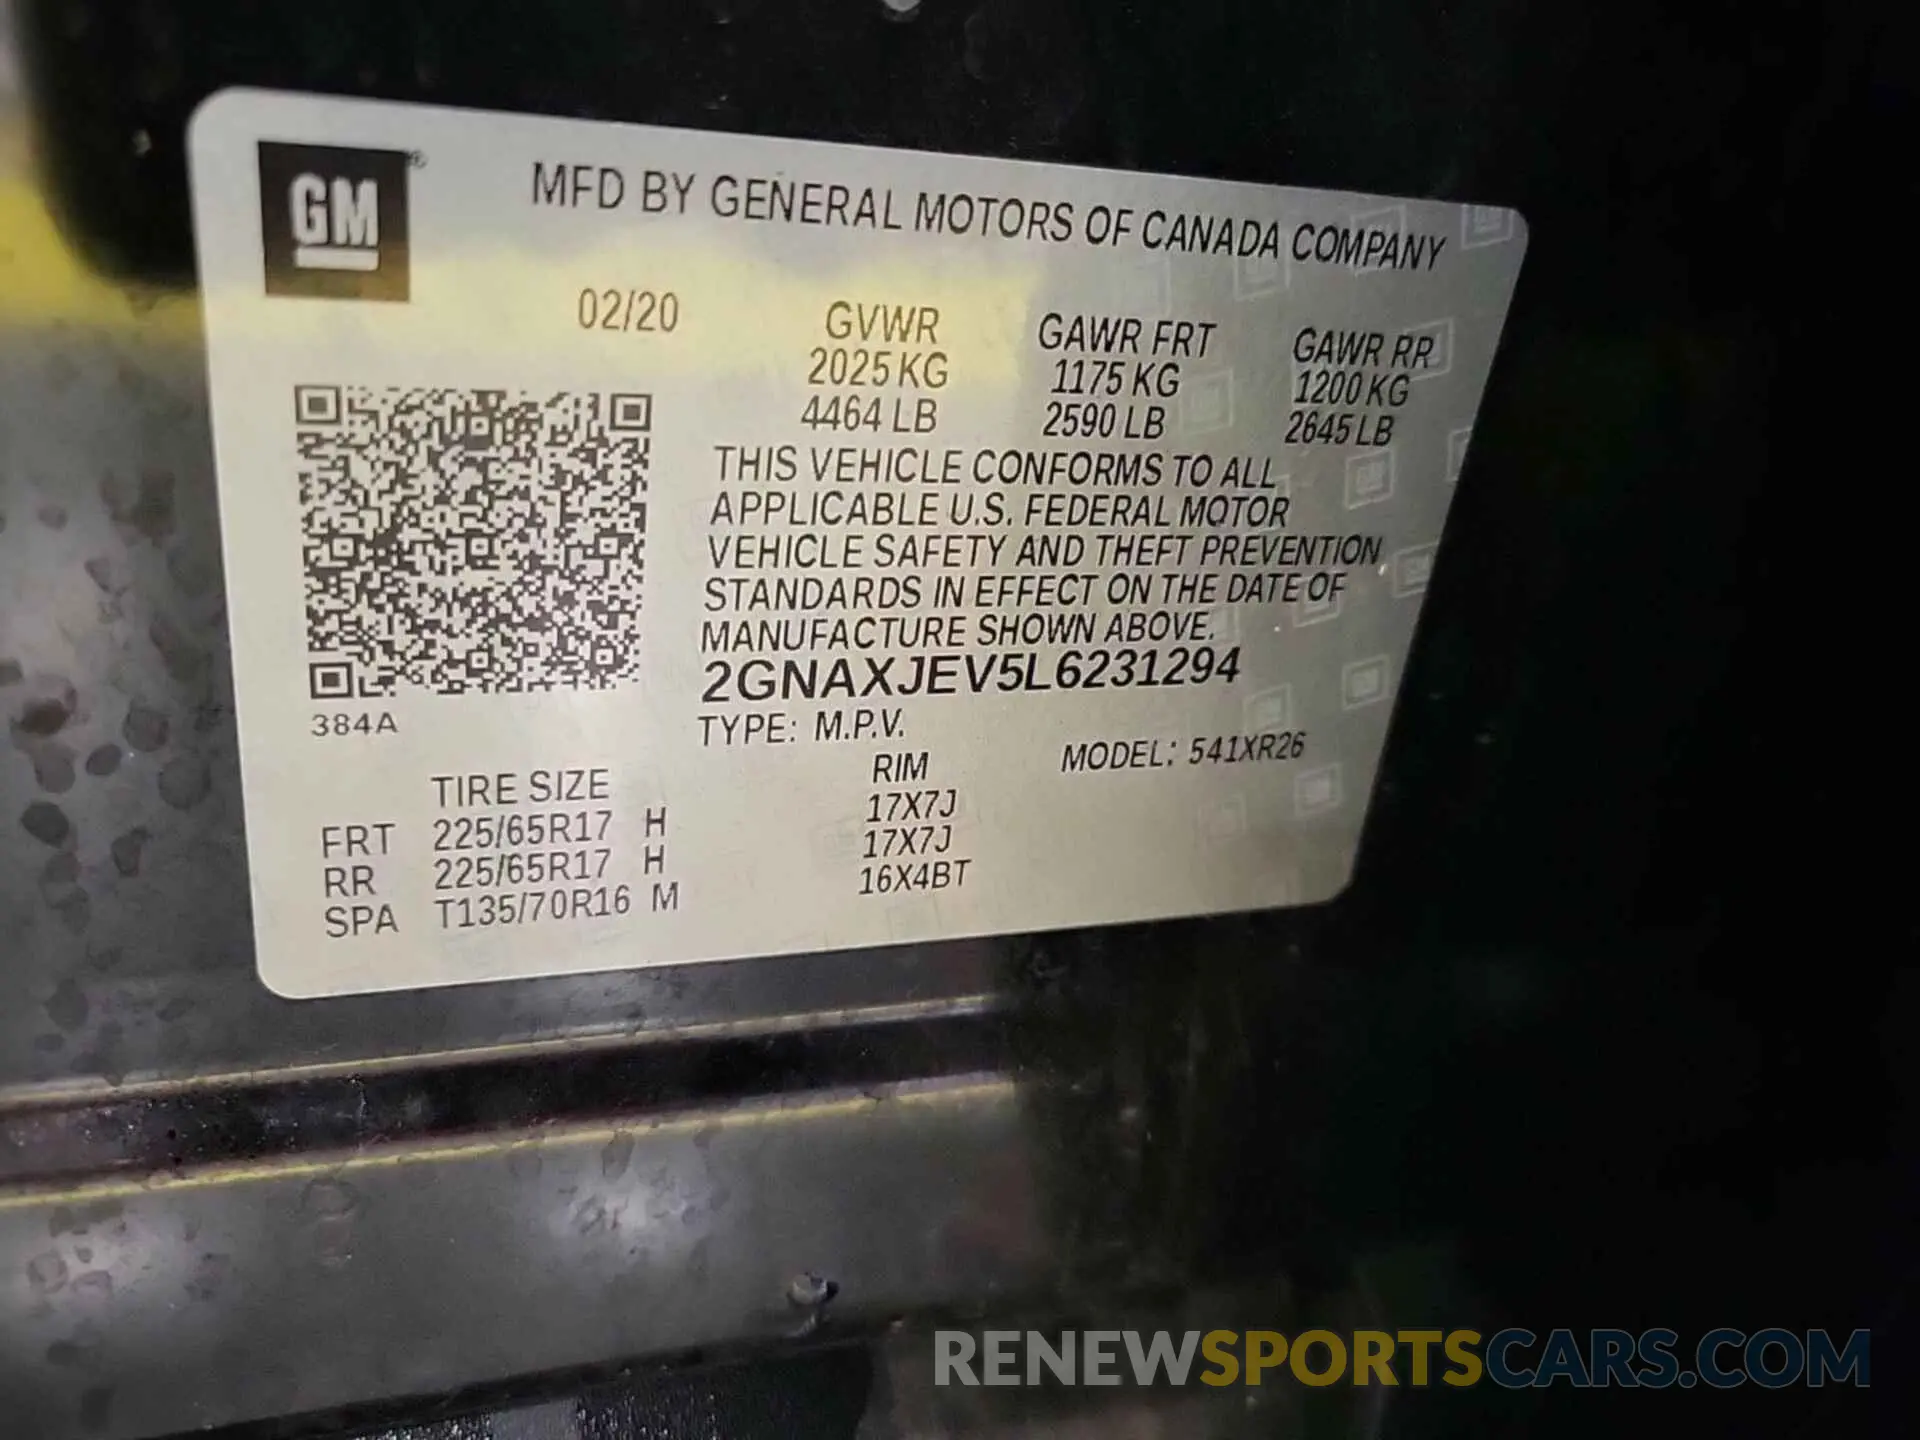 GM®
MFD BY GENERAL MOTORS OF CANADA COMPANY
02/20
GVWR GAWR FRT GAWR RR
2025 KG 1175 KG 1200 KG
4464 LB 2590 LB 2645 LB
THIS VEHICLE CONFORMS TO ALL
APPLICABLE U.S. FEDERAL MOTOR
VEHICLE SAFETY AND THEFT PREVENTION
STANDARDS IN EFFECT ON THE DATE OF
MANUFACTURE SHOWN ABOVE.
2GNAXJEV5L6231294
384A
TYPE: M.P.V. MODEL: 541XR26
TIRE SIZE RIM
FRT 225/65R17 H 17X7J
RR 225/65R17 H 17X7J
SPA T135/70R16 M 16X4BT
RENEWSPORTSCARS.COM